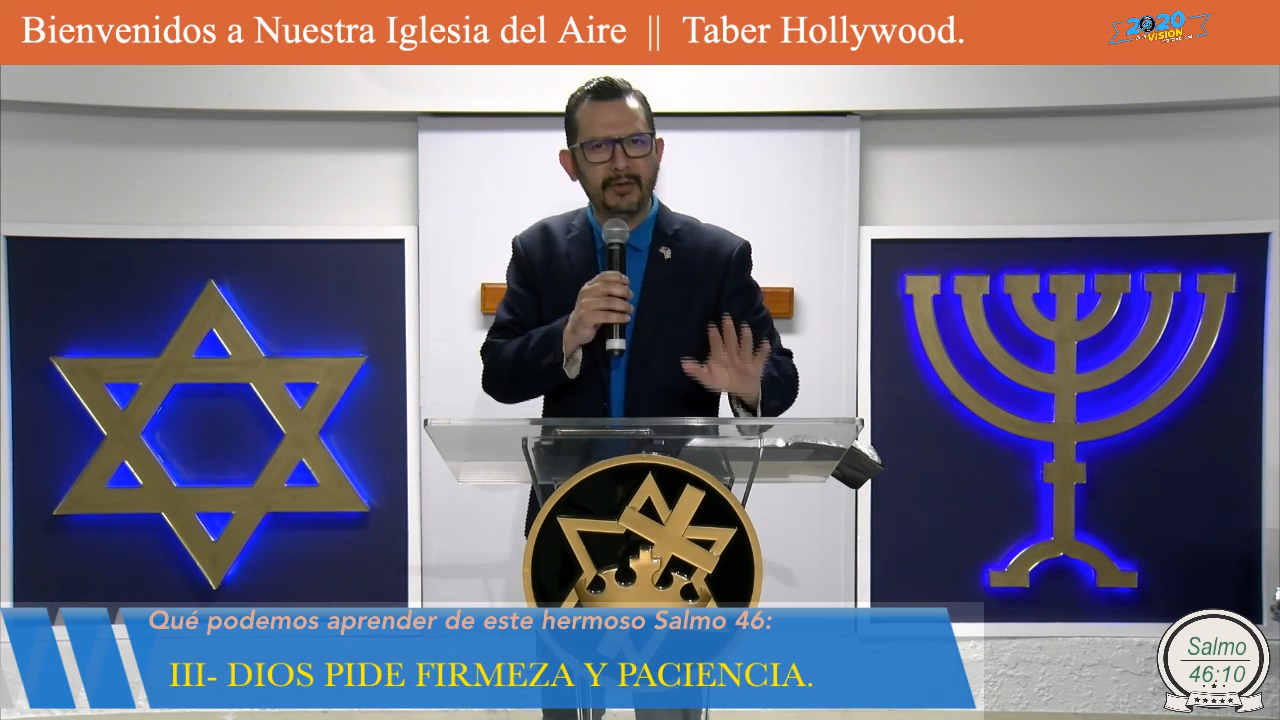 Bienvenidos a Nuestra Iglesia del Aire || Taber Hollywood.
2020
VISIÓN
Qué podemos aprender de este hermoso Salmo 46:
III- DIOS PIDE FIRMEZA Y PACIENCIA.
Salmo
46:10